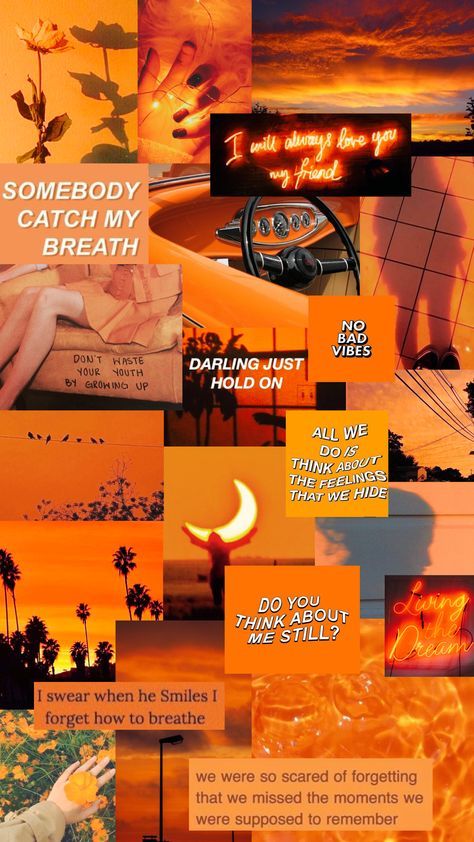 I will always love you
my friend
SOMEBODY
CATCH MY
BREATH
NO
BAD
VIBES
DON'T WASTE
YOUR YOUTH
BY GROWING UP
DARLING JUST
HOLD ON
ALL WE
DO IS
THINK ABOUT
THE FEELINGS
THAT WE HIDE
DO YOU
THINK ABOUT
ME STILL?
Living
the
Dream
I swear when he Smiles I
forget how to breathe
we were so scared of forgetting
that we missed the moments we
were supposed to remember